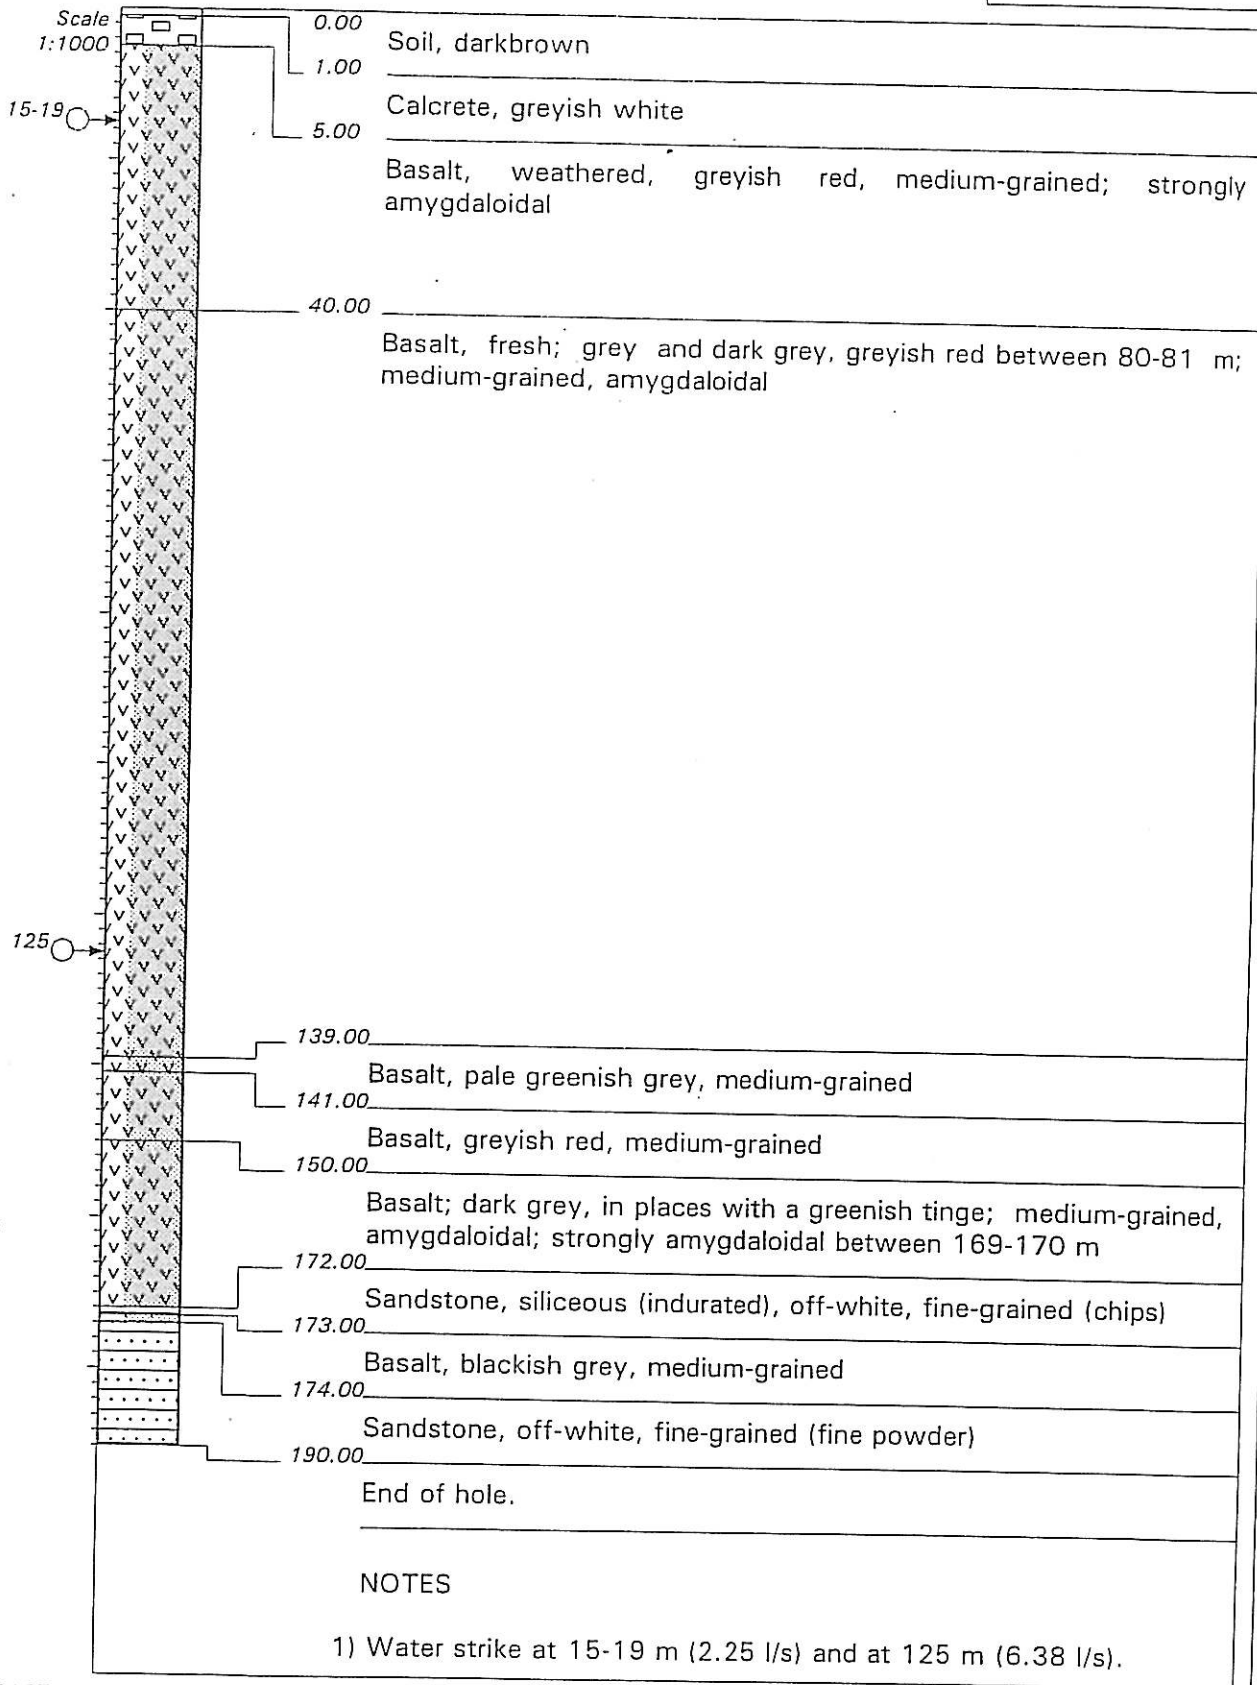 Scale
1:1000
0.00
Soil, darkbrown
1.00
Calcrete, greyish white
15-19
5.00
Basalt, weathered, greyish red, medium-grained; strongly
amygdaloidal
40.00
Basalt, fresh; grey and dark grey, greyish red between 80-81 m;
medium-grained, amygdaloidal
125
139.00
Basalt, pale greenish grey, medium-grained
141.00
Basalt, greyish red, medium-grained
150.00
Basalt; dark grey, in places with a greenish tinge; medium-grained,
amygdaloidal; strongly amygdaloidal between 169-170 m
172.00
Sandstone, siliceous (indurated), off-white, fine-grained (chips)
173.00
Basalt, blackish grey, medium-grained
174.00
Sandstone, off-white, fine-grained (fine powder)
190.00
End of hole.
NOTES
1) Water strike at 15-19 m (2.25 l/s) and at 125 m (6.38 l/s).